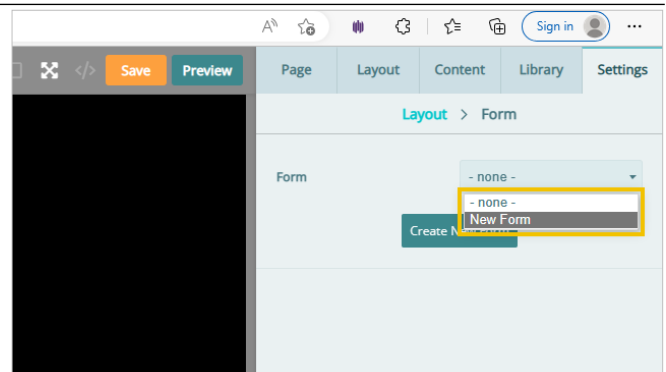 A Sign in ...
</> Save Preview Page Layout Content Library Settings
Layout > Form
Form - none -
- none -
New Form
Create N